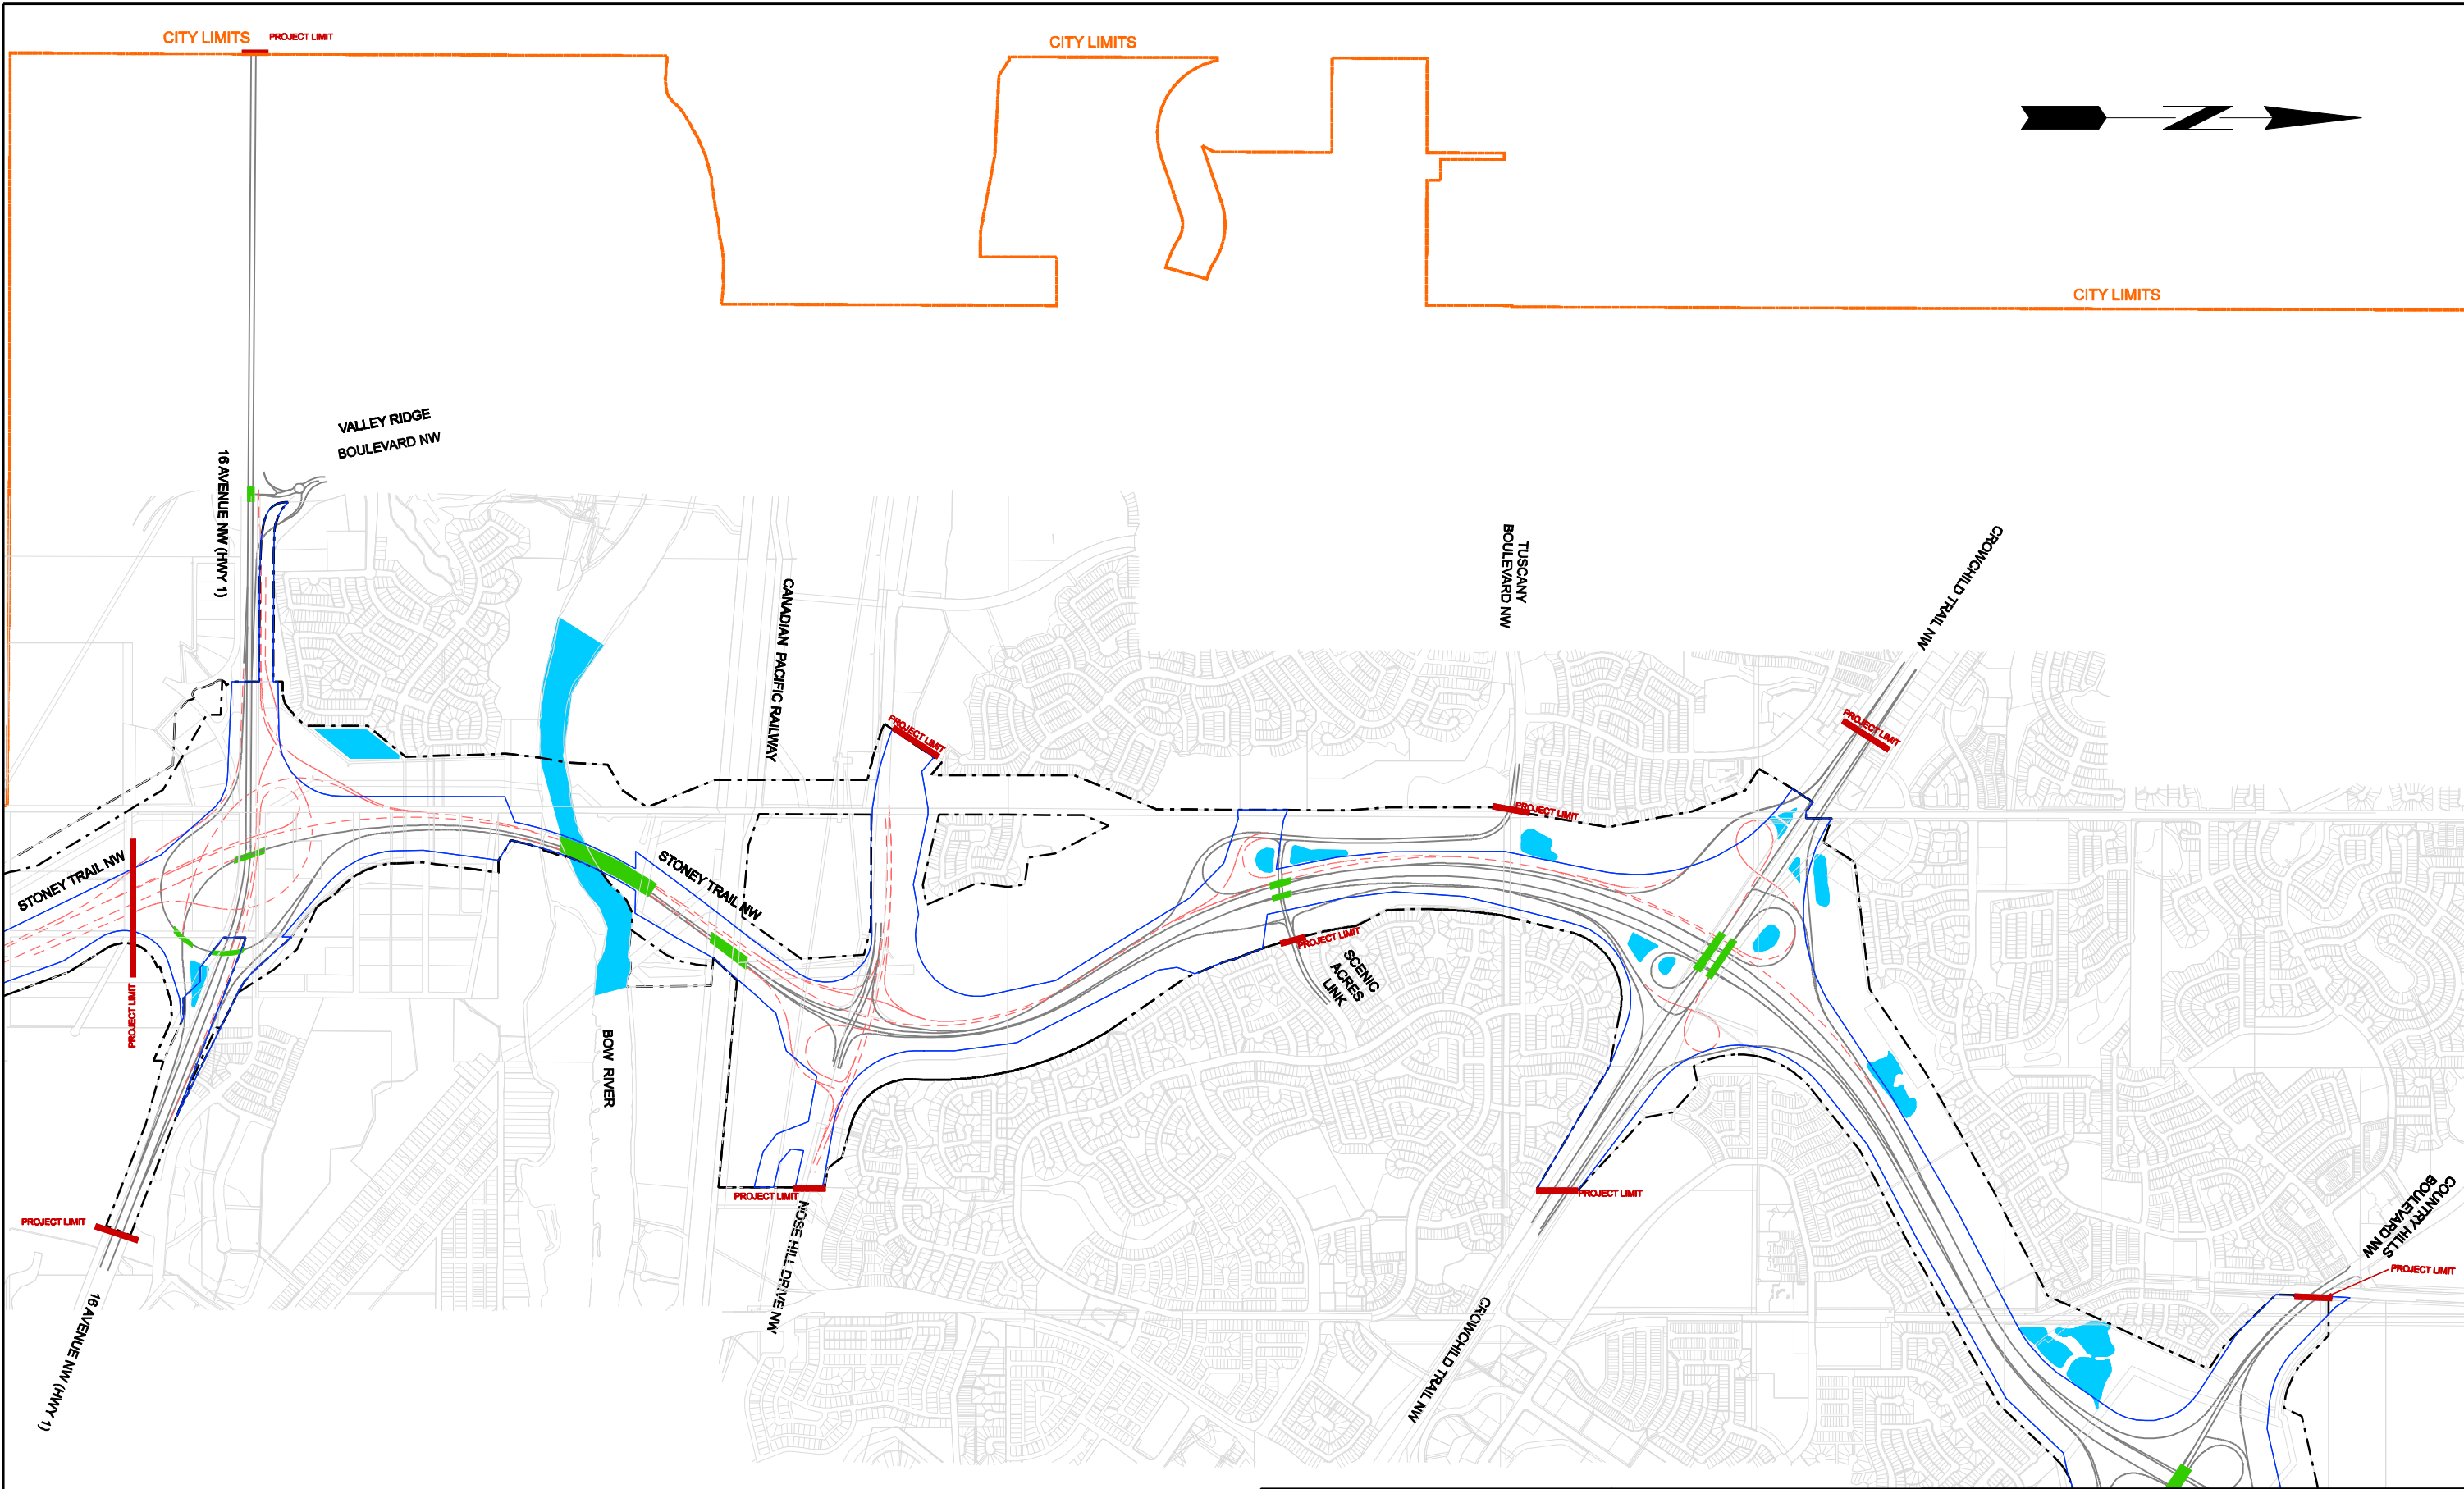 CITY LIMITS
PROJECT LIMIT
CITY LIMITS
N
CITY LIMITS
VALLEY RIDGE
BOULEVARD NW
16 AVENUE NW (HWY 1)
CANADIAN PACIFIC RAILWAY
TUSCANY
BOULEVARD NW
CROWCHILD TRAIL NW
PROJECT LIMIT
PROJECT LIMIT
PROJECT LIMIT
STONEY TRAIL NW
STONEY TRAIL NW
PROJECT LIMIT
PROJECT LIMIT
SCENIC
ACRES
LINK
BOW RIVER
PROJECT LIMIT
NOSE HILL DRIVE NW
PROJECT LIMIT
PROJECT LIMIT
16 AVENUE NW (HWY 1)
CROWCHILD TRAIL NW
COUNTRY HILLS
BOULEVARD NW
PROJECT LIMIT